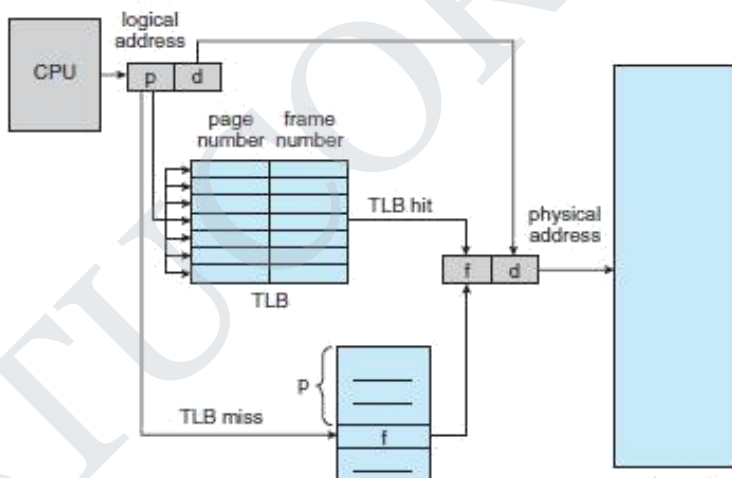 logical
address
CPU
p d
page frame
number number
TLB hit
physical
address
f d
TLB
p
TLB miss
f